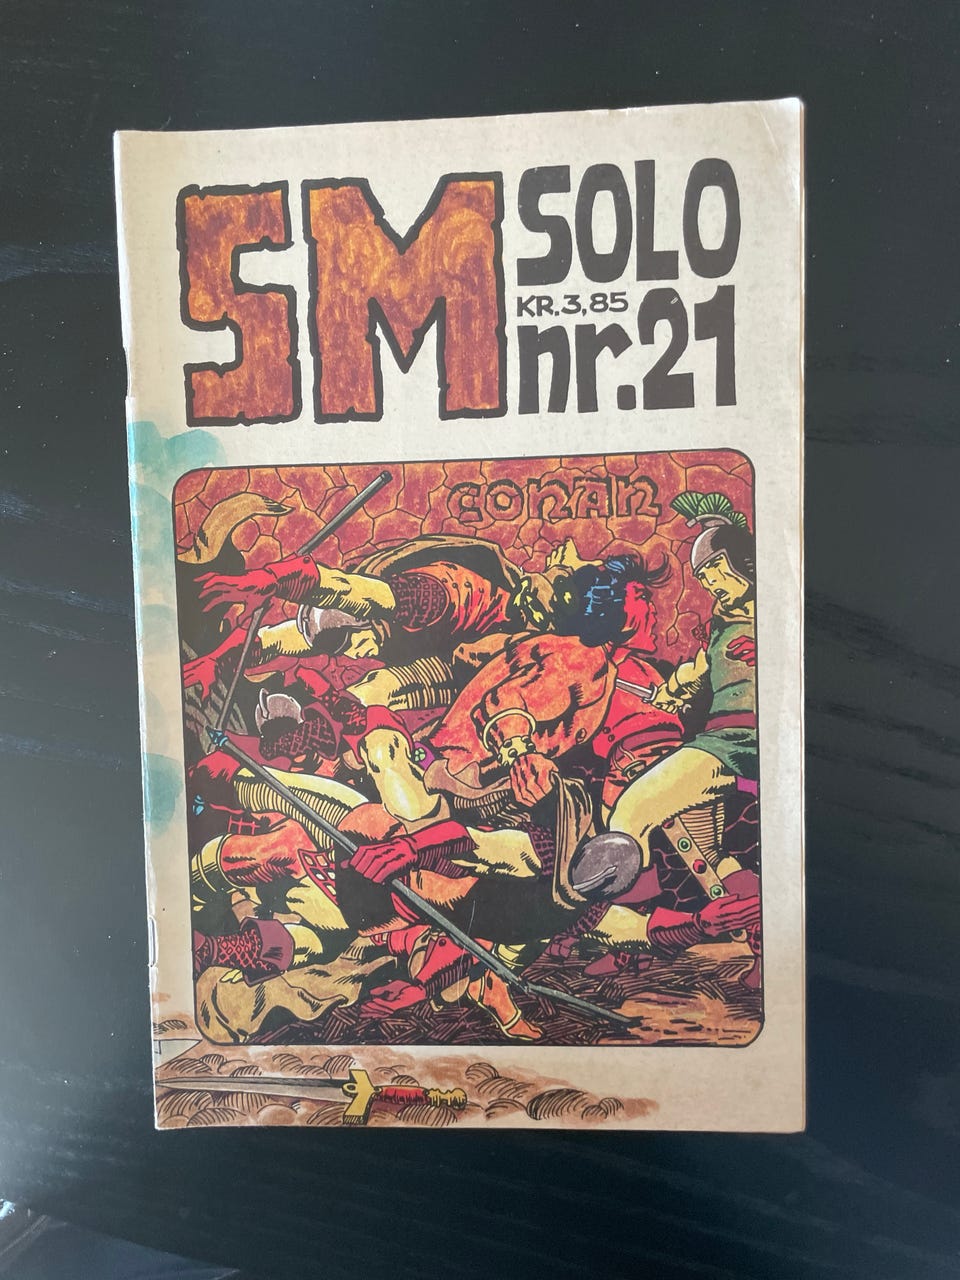 SM
SOLO
KR.3,85
nr.21
CONAN